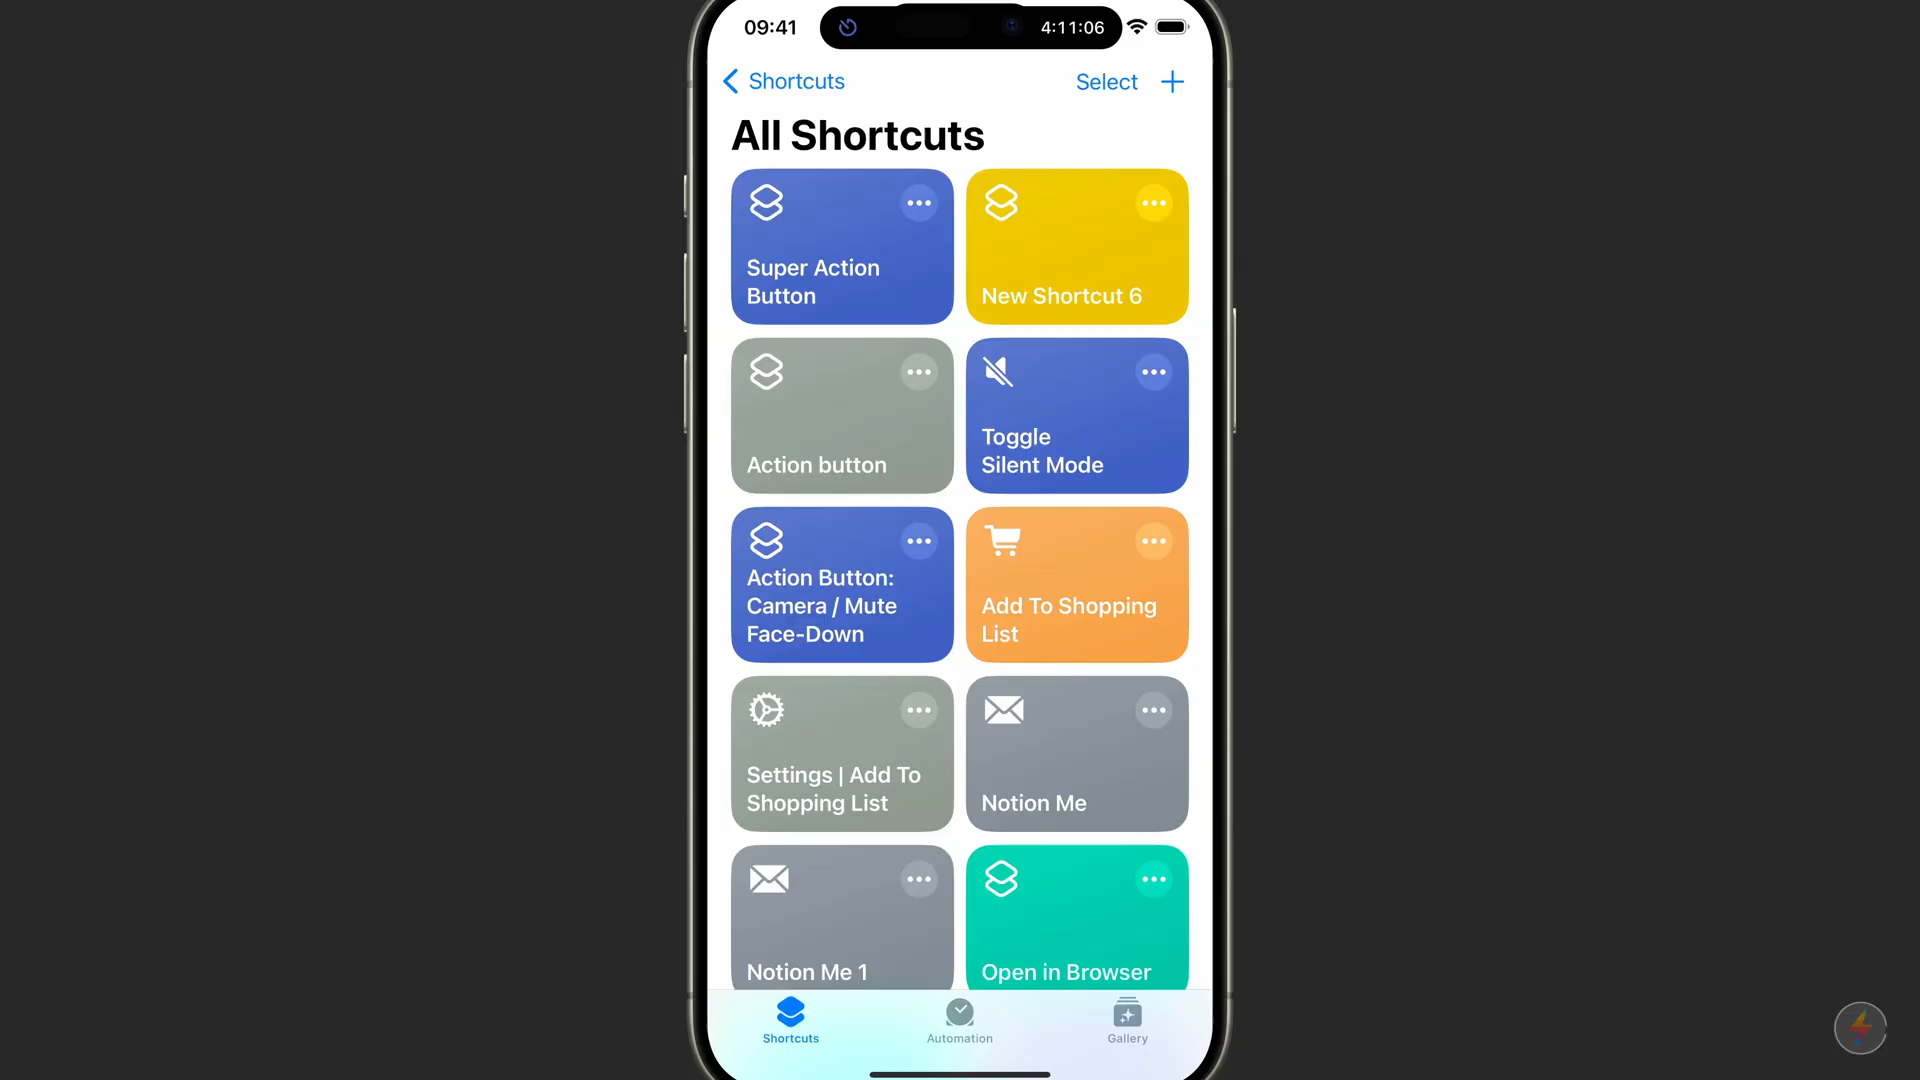 09:41
4:11:06
Shortcuts
Select
All Shortcuts
Super Action
Button
New Shortcut 6
Action button
Toggle
Silent Mode
Action Button:
Camera / Mute
Face-Down
Add To Shopping
List
Settings | Add To
Shopping List
Notion Me
Notion Me 1
Open in Browser
Shortcuts
Automation
Gallery